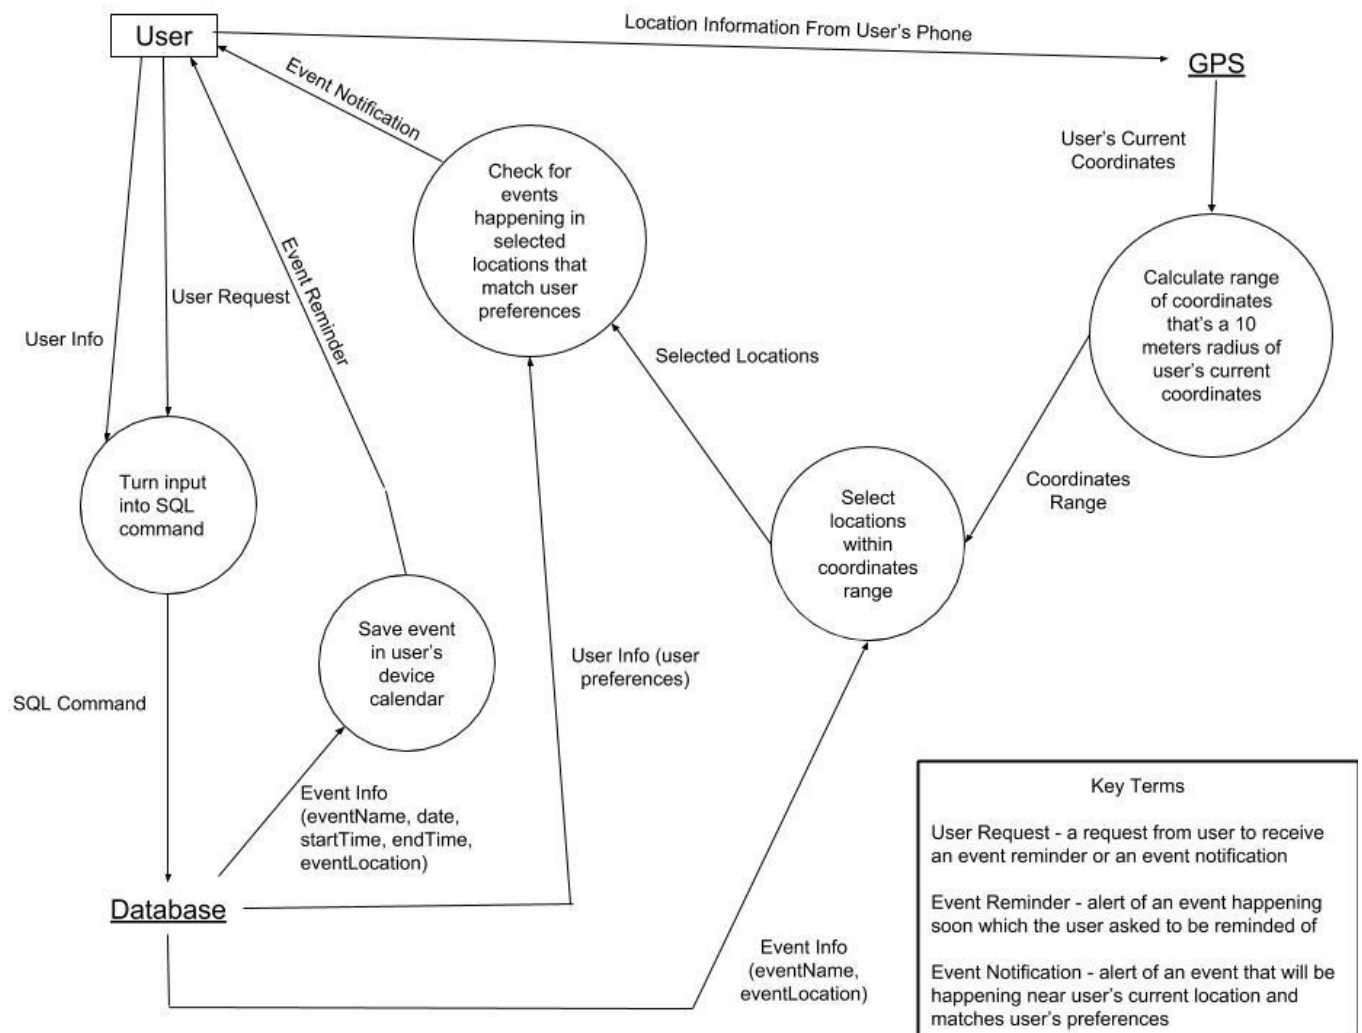 User
Location Information From User's Phone
GPS
Event Notification
User's Current
Coordinates
Check for
events
happening in
selected
locations that
match user
preferences
Event Reminder
User Request
User Info
Calculate range
of coordinates
that's a 10
meters radius of
user's current
coordinates
Selected Locations
Turn input
into SQL
command
Select
locations
within
coordinates
range
Coordinates
Range
Save event
in user's
device
calendar
User Info (user
preferences)
SQL Command
Event Info
(eventName, date,
startTime, endTime,
eventLocation)
Database
Event Info
(eventName,
eventLocation)
Key Terms
User Request - a request from user to receive
an event reminder or an event notification
Event Reminder - alert of an event happening
soon which the user asked to be reminded of
Event Notification - alert of an event that will be
happening near user's current location and
matches user's preferences